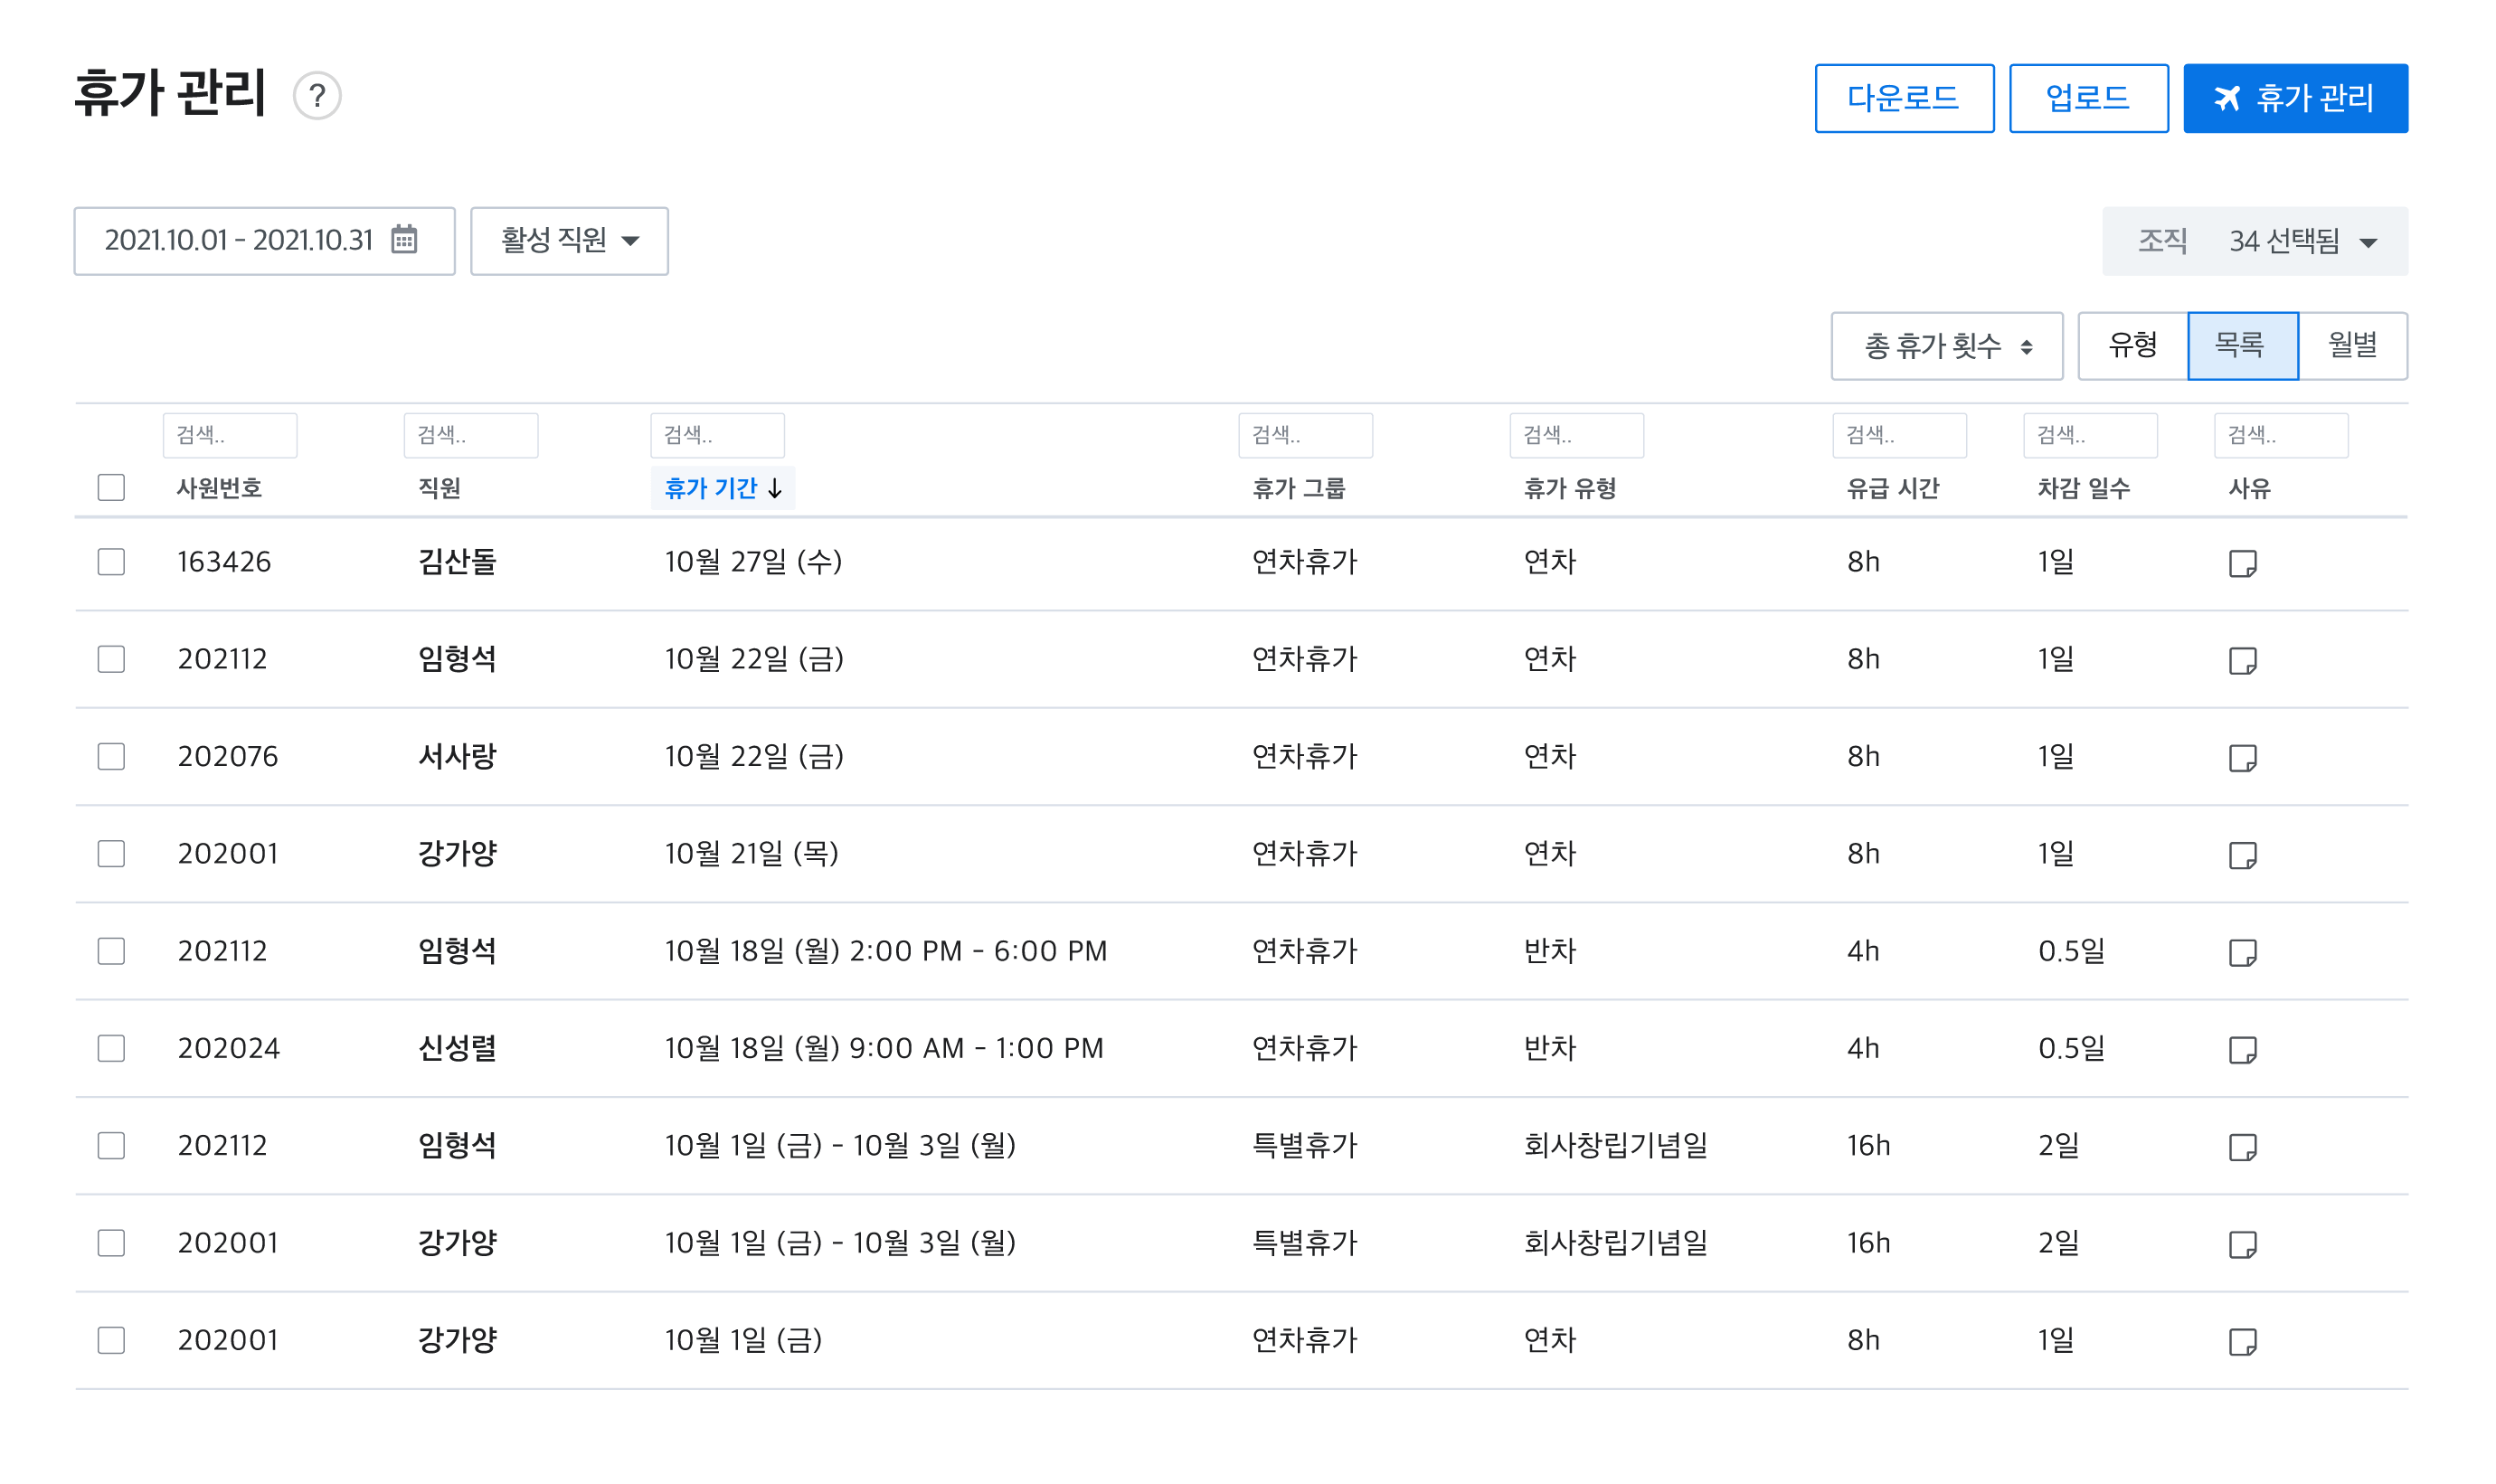 휴가 관리 ? 다운로드 업로드 휴가 관리
2021.10.01 - 2021.10.31 활성 직원 조직 34 선택됨
총 휴가 횟수 유형 목록 월별
검색.. 검색.. 검색.. 검색.. 검색.. 검색.. 검색.. 검색..
사원번호 직원 휴가 기간 ↓ 휴가 그룹 휴가 유형 유급 시간 차감 일수 사유
163426 김산돌 10월 27일 (수) 연차휴가 연차 8h 1일
202112 임형석 10월 22일 (금) 연차휴가 연차 8h 1일
202076 서사랑 10월 22일 (금) 연차휴가 연차 8h 1일
202001 강가양 10월 21일 (목) 연차휴가 연차 8h 1일
202112 임형석 10월 18일 (월) 2:00 PM - 6:00 PM 연차휴가 반차 4h 0.5일
202024 신성렬 10월 18일 (월) 9:00 AM - 1:00 PM 연차휴가 반차 4h 0.5일
202112 임형석 10월 1일 (금) - 10월 3일 (월) 특별휴가 회사창립기념일 16h 2일
202001 강가양 10월 1일 (금) - 10월 3일 (월) 특별휴가 회사창립기념일 16h 2일
202001 강가양 10월 1일 (금) 연차휴가 연차 8h 1일